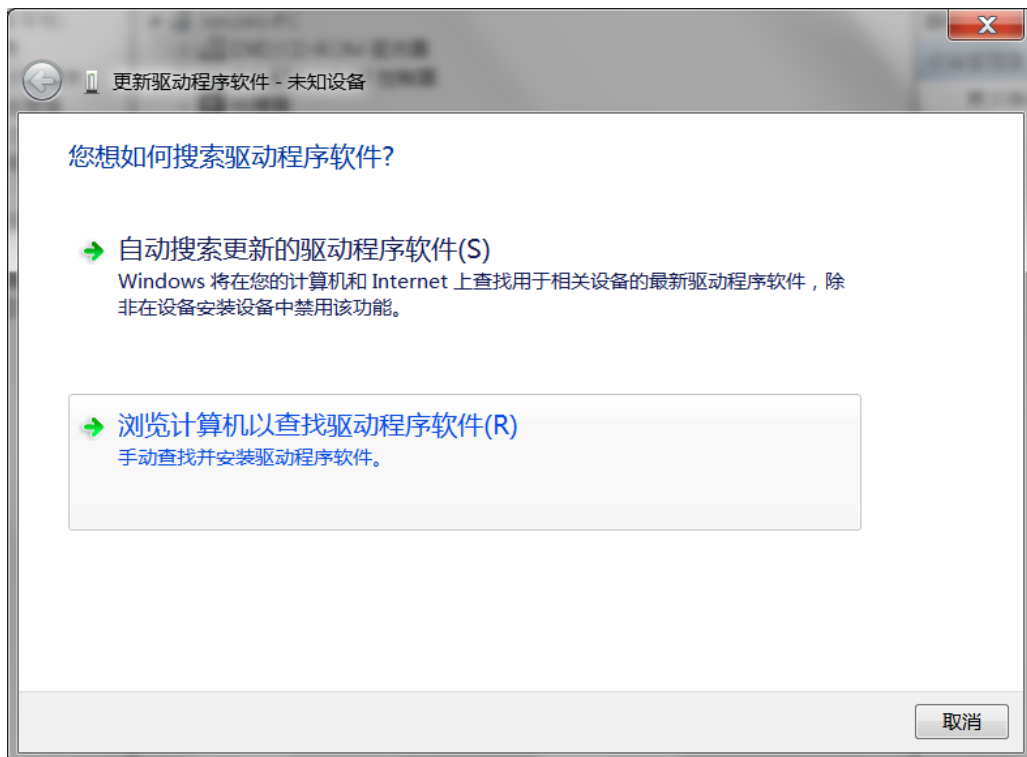 更新驱动程序软件 - 未知设备
您想如何搜索驱动程序软件?
自动搜索更新的驱动程序软件(S)
Windows 将在您的计算机和 Internet 上查找用于相关设备的最新驱动程序软件，除
非在设备安装设备中禁用该功能。
浏览计算机以查找驱动程序软件(R)
手动查找并安装驱动程序软件。
取消